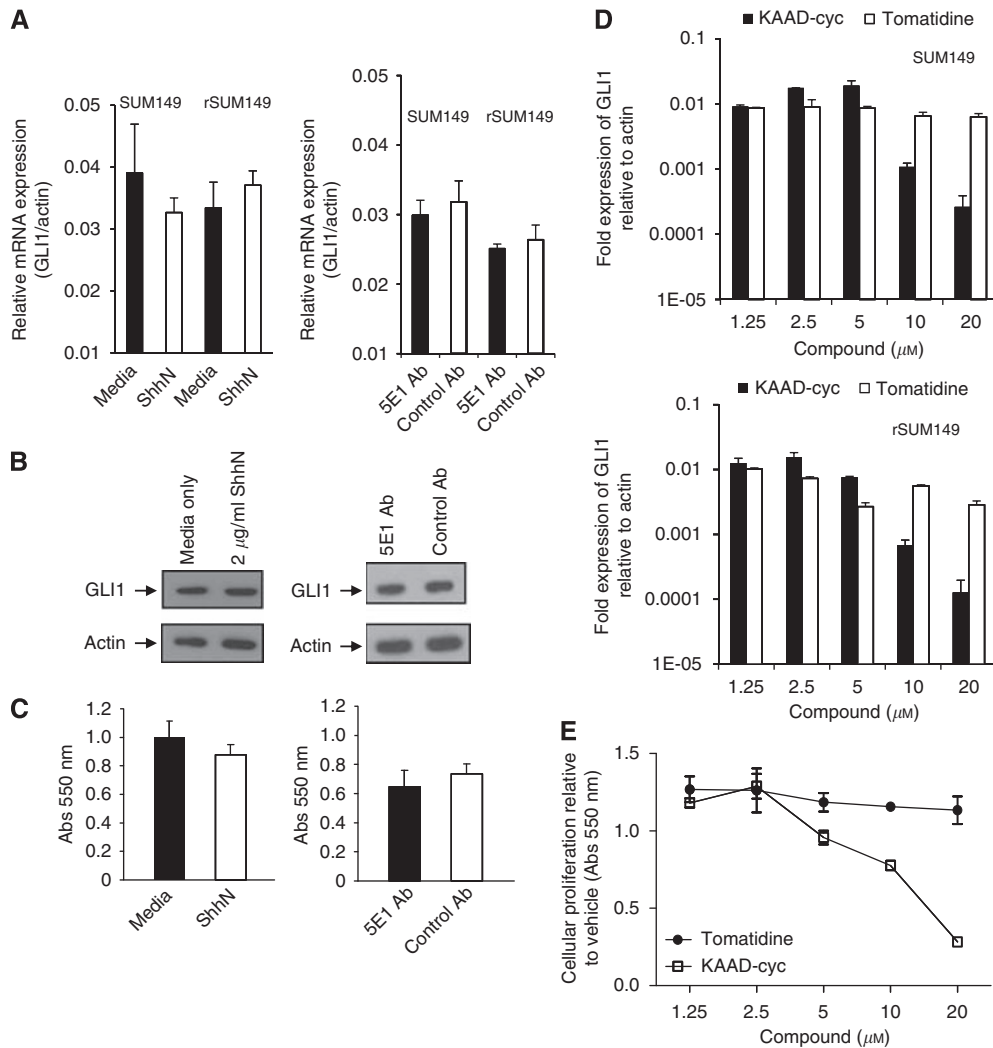 A
Relative mRNA expression
(GLI1/actin)
0.05
0.04
0.03
0.02
0.01
SUM149
rSUM149
Media
ShhN
Media
ShhN
Relative mRNA expression
(GLI1/actin)
0.05
0.04
0.03
0.02
0.01
SUM149
rSUM149
5E1 Ab
Control Ab
5E1 Ab
Control Ab
B
Media only
2 µg/ml ShhN
GLI1
Actin
5E1 Ab
Control Ab
GLI1
Actin
C
Abs 550 nm
1.2
1.0
0.8
0.6
0.4
0.2
0
Media
ShhN
Abs 550 nm
1.2
1.0
0.8
0.6
0.4
0.2
0
5E1 Ab
Control Ab
D
KAAD-cyc Tomatidine
SUM149
Fold expression of GLI1
relative to actin
0.1
0.01
0.001
0.0001
1E-05
1.25 2.5 5 10 20
Compound (µM)
KAAD-cyc Tomatidine
rSUM149
Fold expression of GLI1
relative to actin
0.1
0.01
0.001
0.0001
1E-05
1.25 2.5 5 10 20
Compound (µM)
E
Cellular proliferation relative
to vehicle (Abs 550 nm)
1.5
1.0
0.5
0.0
Tomatidine
KAAD-cyc
1.25 2.5 5 10 20
Compound (µM)